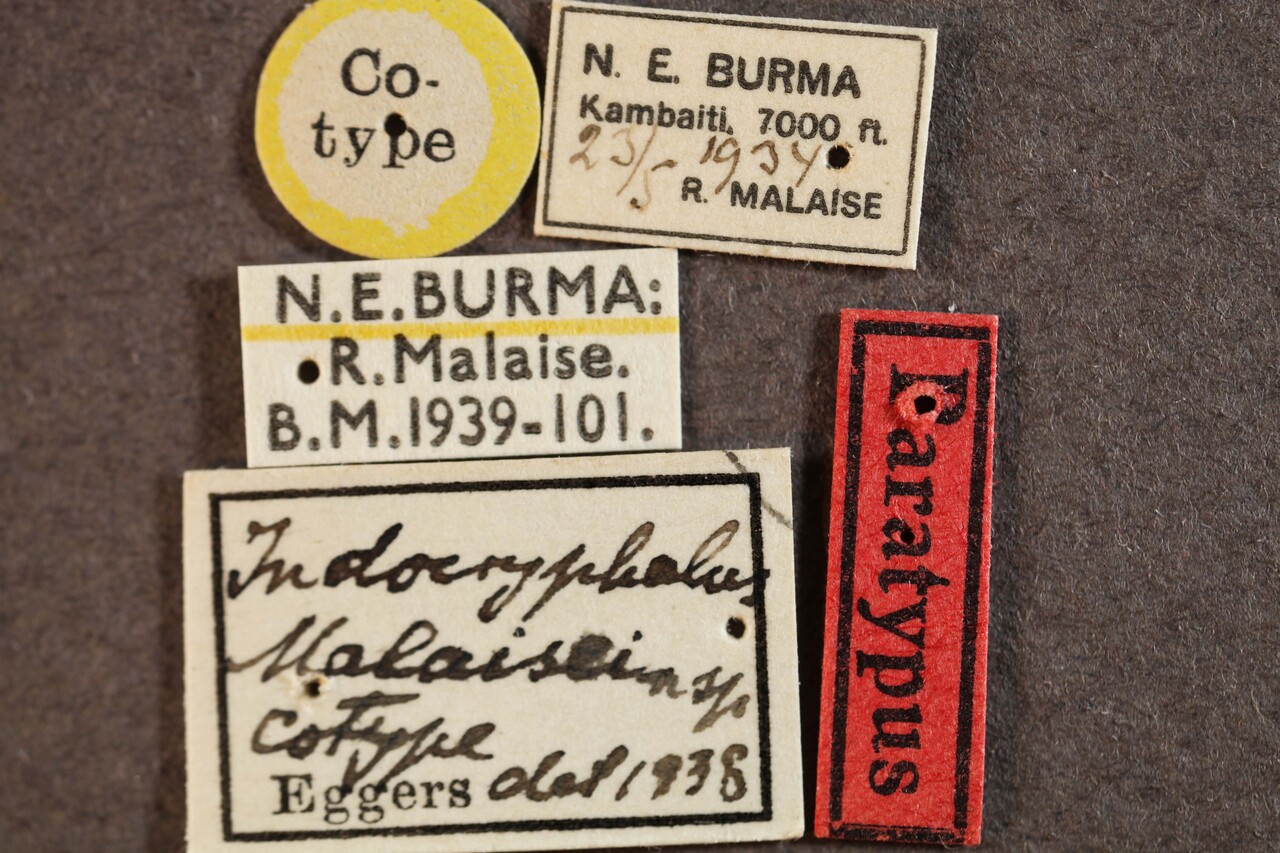 Co-
type
N. E. BURMA
Kambaiti, 7000 ft.
23/5 1934
R. MALAISE
N.E.BURMA:
R.Malaise.
B.M.1939-101.
Indocryphalus
Malaisei n sp
cotype
Eggers det 1938
Paratypus